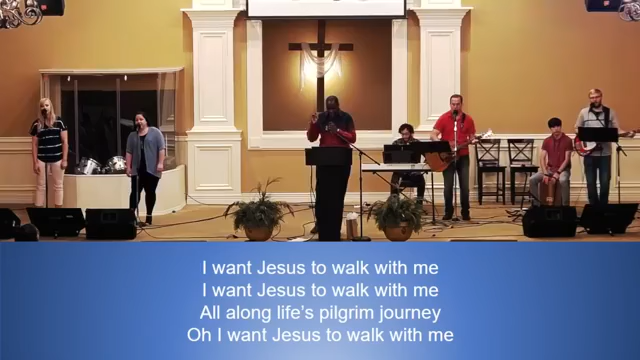 I want Jesus to walk with me
I want Jesus to walk with me
All along life’s pilgrim journey
Oh I want Jesus to walk with me